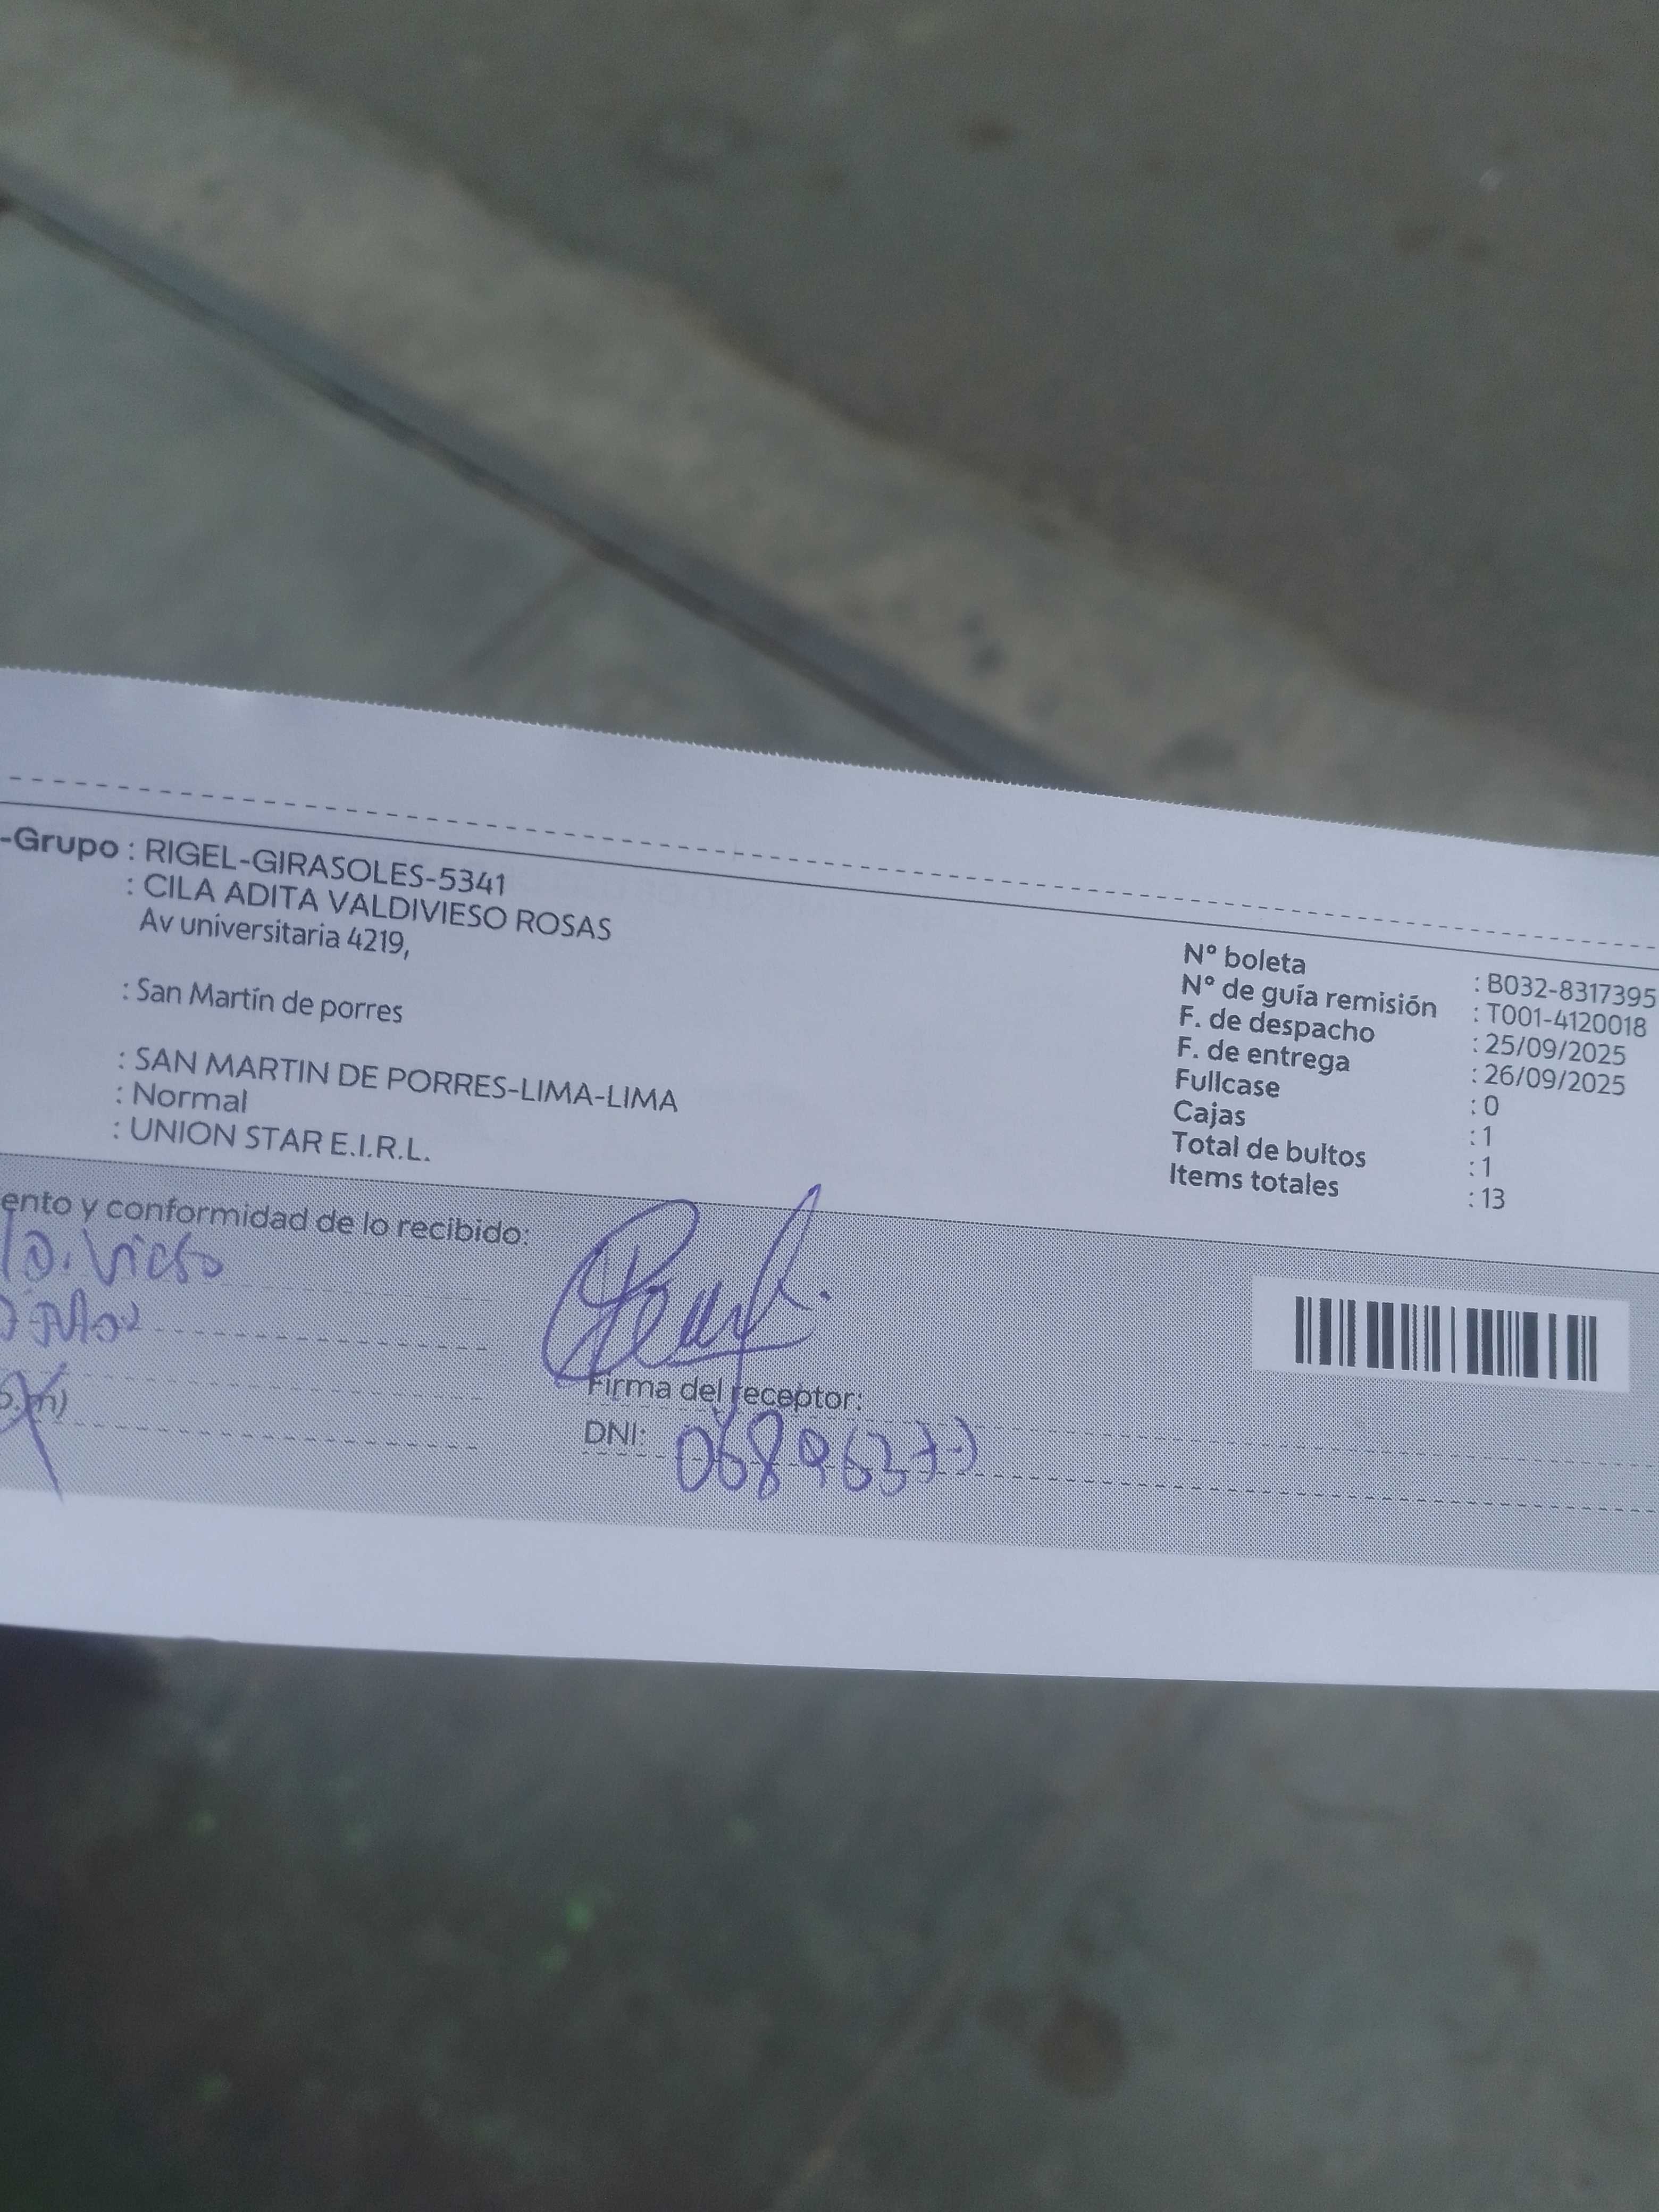 -Grupo : RIGEL-GIRASOLES-5341
: CILA ADITA VALDIVIESO ROSAS
Av universitaria 4219,
: San Martín de porres
: SAN MARTIN DE PORRES-LIMA-LIMA
: Normal
: UNION STAR E.I.R.L.
N° boleta : B032-8317395
N° de guía remisión : T001-4120018
F. de despacho : 25/09/2025
F. de entrega : 26/09/2025
Fullcase : 0
Cajas : 1
Total de bultos : 1
Items totales : 13
ento y conformidad de lo recibido:
Firma del receptor:
DNI: